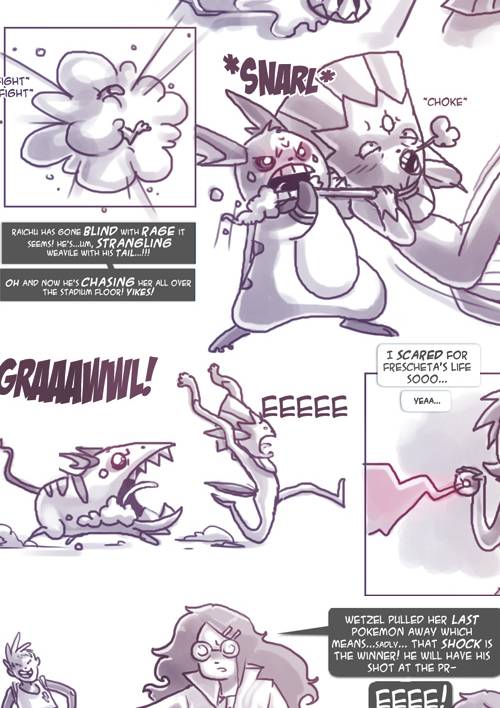 FIGHT*
FIGHT*
*SNARL*
*CHOKE*
RAICHU HAS GONE BLIND WITH RAGE IT
SEEMS! HE'S...UM, STRANGLING
WEAVILE WITH HIS TAIL...!!!
OH AND NOW HE'S CHASING HER ALL OVER
THE STADIUM FLOOR! YIKES!
GRAAAWWL!
EEEEE
I SCARED FOR
FRESCHETA'S LIFE
SOOO...
YEAA...
WETZEL PULLED HER LAST
POKEMON AWAY WHICH
MEANS...SADLY... THAT SHOCK IS
THE WINNER! HE WILL HAVE HIS
SHOT AT THE PR-
EEEE!